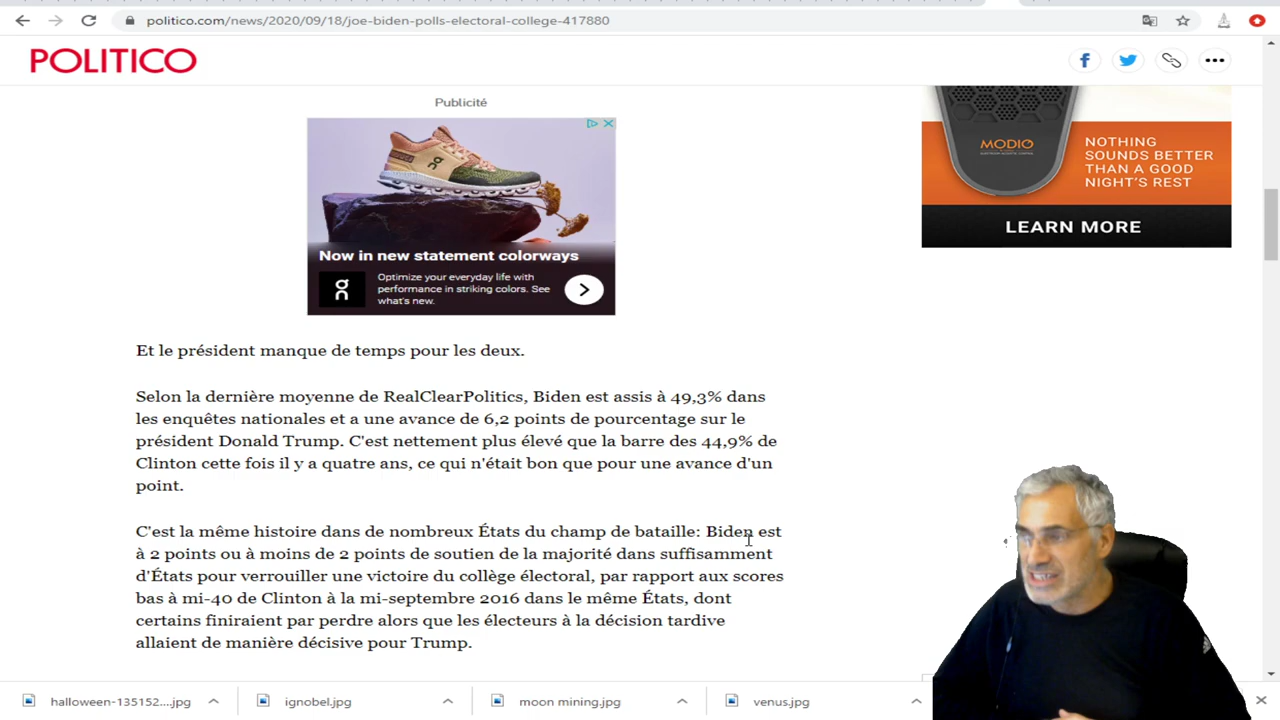 politico.com/news/2020/09/18/joe-biden-polls-electoral-college-417880
POLITICO
Publicité
Now in new statement colorways
Optimize your everyday life with
performance in striking colors. See
what's new.
MODIO
NOTHING
SOUNDS BETTER
THAN A GOOD
NIGHT'S REST
LEARN MORE
Et le président manque de temps pour les deux.
Selon la dernière moyenne de RealClearPolitics, Biden est assis à 49,3% dans
les enquêtes nationales et a une avance de 6,2 points de pourcentage sur le
président Donald Trump. C'est nettement plus élevé que la barre des 44,9% de
Clinton cette fois il y a quatre ans, ce qui n'était bon que pour une avance d'un
point.
C'est la même histoire dans de nombreux États du champ de bataille: Biden est
à 2 points ou à moins de 2 points de soutien de la majorité dans suffisamment
d'États pour verrouiller une victoire du collège électoral, par rapport aux scores
bas à mi-40 de Clinton à la mi-septembre 2016 dans le même États, dont
certains finiraient par perdre alors que les électeurs à la décision tardive
allaient de manière décisive pour Trump.
halloween-135152....jpg
ignobel.jpg
moon mining.jpg
venus.jpg